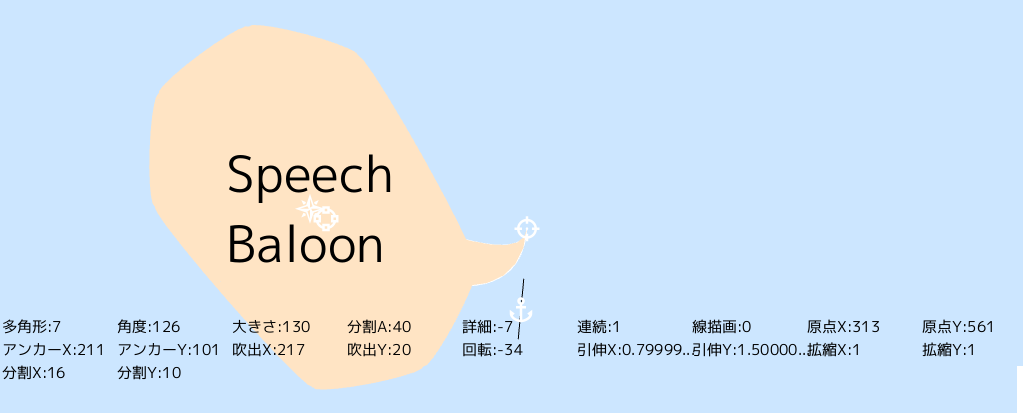 Speech
Baloon
多角形:7 角度:126 大きさ:130 分割A:40 詳細:-7 連続:1 線描画:0 原点X:313 原点Y:561
アンカーX:211 アンカーY:101 吹出X:217 吹出Y:20 回転:-34 引伸X:0.79999.. 引伸Y:1.50000.. 拡縮X:1 拡縮Y:1
分割X:16 分割Y:10